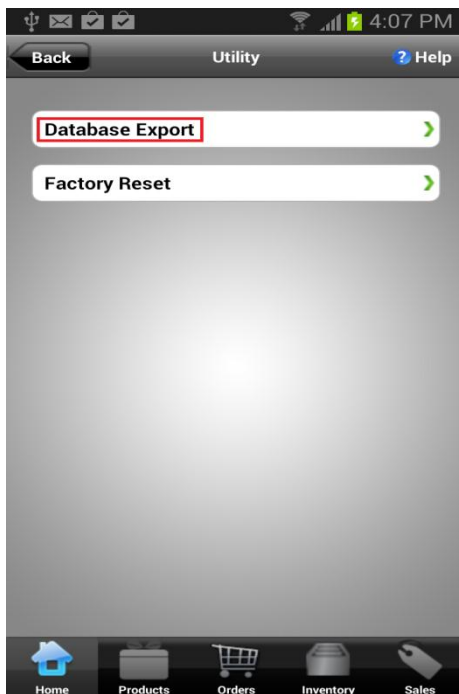 4:07 PM
Back Utility ? Help
Database Export
Factory Reset
Home Products Orders Inventory Sales